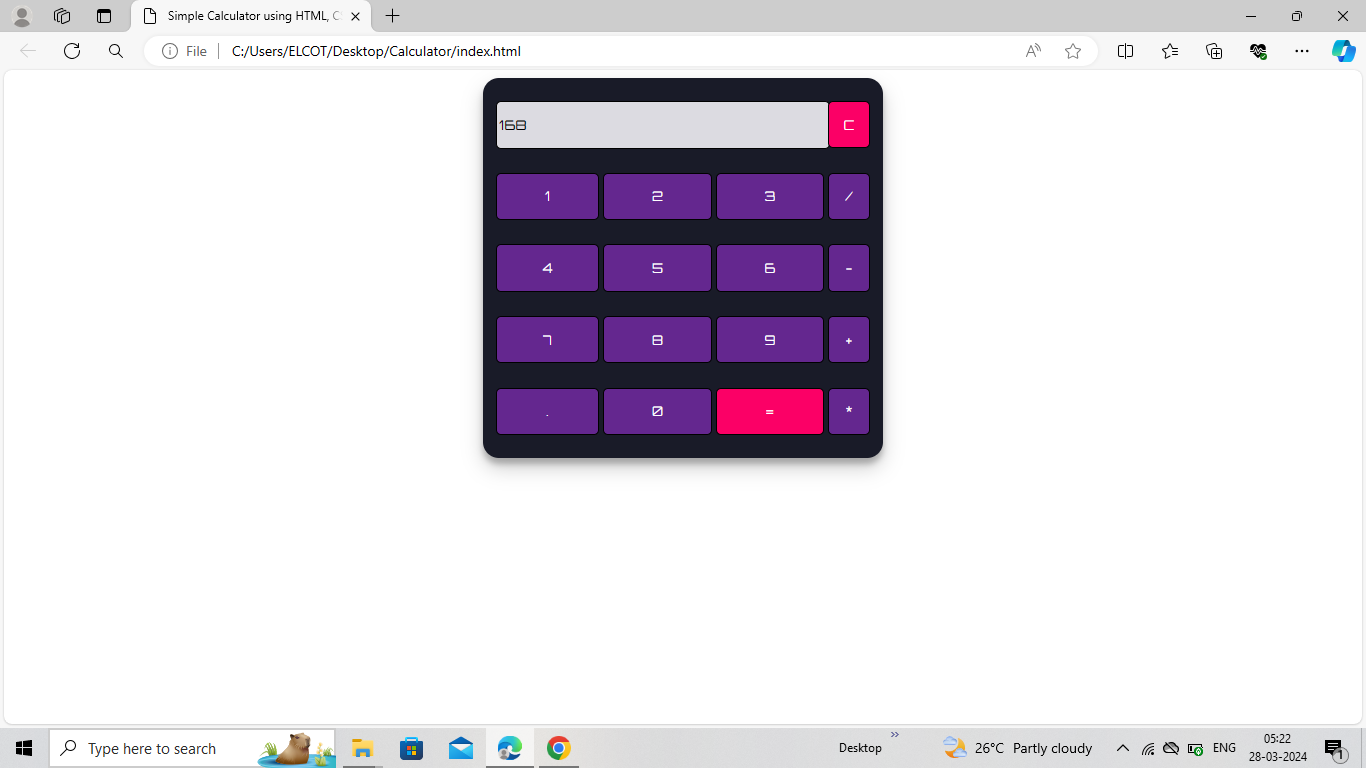 Simple Calculator using HTML, C
File C:/Users/ELCOT/Desktop/Calculator/index.html
168 C
1 2 3 /
4 5 6 -
7 8 9 +
. 0 = *
Type here to search Desktop 26°C Partly cloudy ENG 05:22
28-03-2024 1